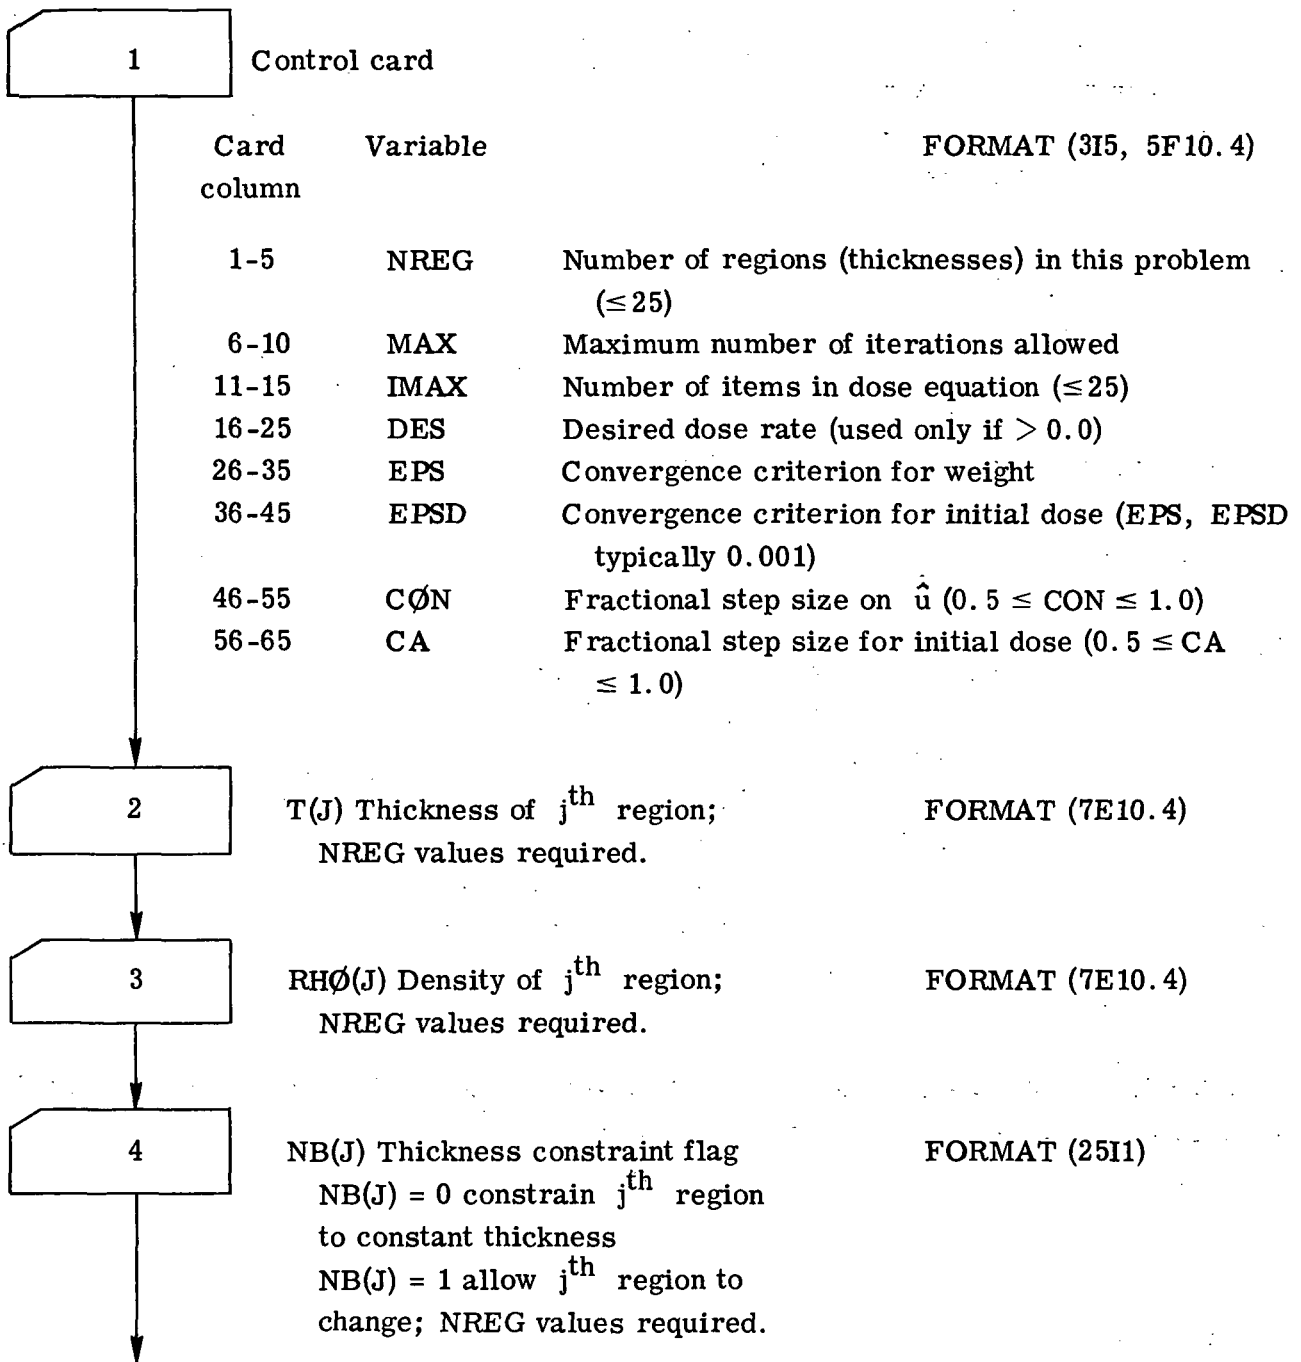 1 Control card
Card Variable FORMAT (3I5, 5F10.4)
column
1-5 NREG Number of regions (thicknesses) in this problem
(≤25)
6-10 MAX Maximum number of iterations allowed
11-15 IMAX Number of items in dose equation (≤25)
16-25 DES Desired dose rate (used only if > 0.0)
26-35 EPS Convergence criterion for weight
36-45 EPSD Convergence criterion for initial dose (EPS, EPSD
typically 0.001)
46-55 CØN Fractional step size on û (0.5 ≤ CON ≤ 1.0)
56-65 CA Fractional step size for initial dose (0.5 ≤ CA
≤ 1.0)
2 T(J) Thickness of j^th region; FORMAT (7E10.4)
NREG values required.
3 RHØ(J) Density of j^th region; FORMAT (7E10.4)
NREG values required.
4 NB(J) Thickness constraint flag FORMAT (25I1)
NB(J) = 0 constrain j^th region
to constant thickness
NB(J) = 1 allow j^th region to
change; NREG values required.